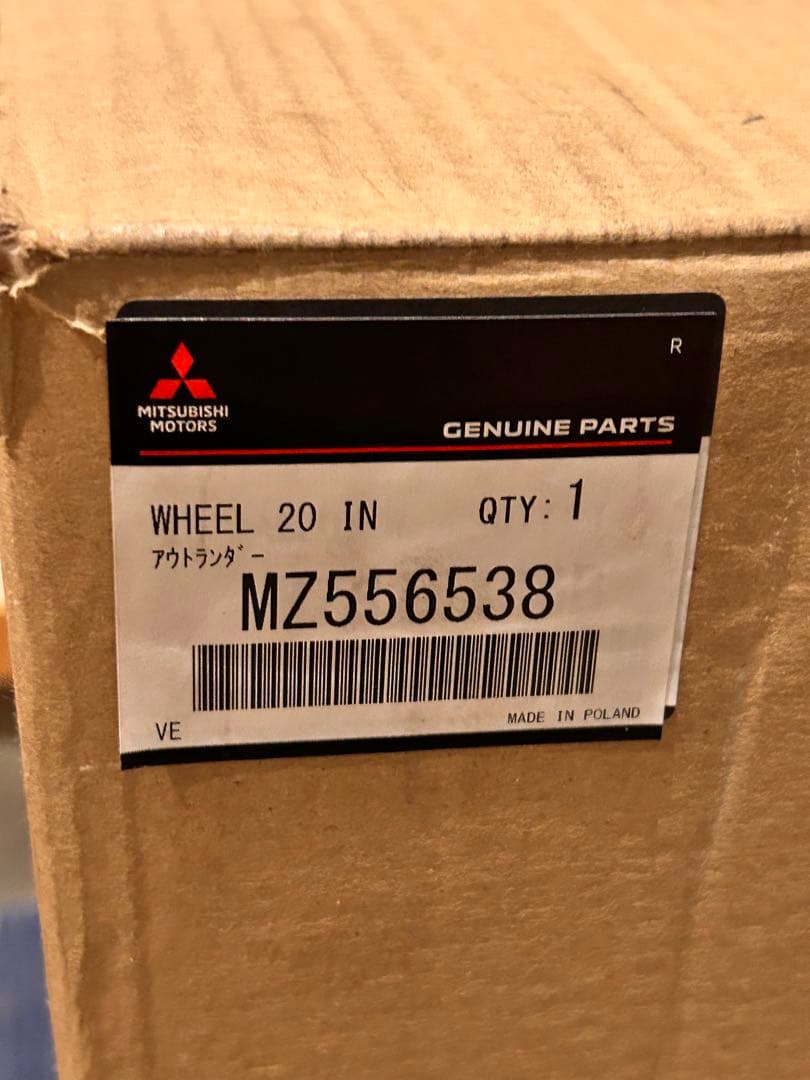 R
MITSUBISHI
MOTORS
GENUINE PARTS
WHEEL 20 IN QTY: 1
ｱｳﾄﾗﾝﾀﾞｰ
MZ556538
VE MADE IN POLAND